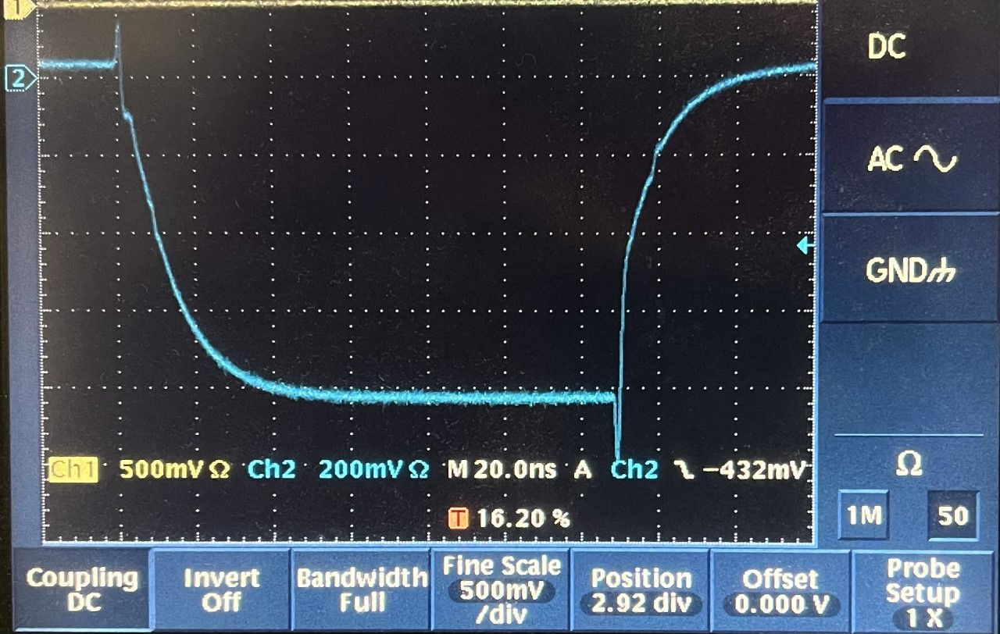 1
DC
2
AC
GND
Ch1 500mV Ω Ch2 200mV Ω M 20.0ns A Ch2 −432mV
Ω
T 16.20 %
1M 50
Coupling
DC
Invert
Off
Bandwidth
Full
Fine Scale
500mV
/div
Position
2.92 div
Offset
0.000 V
Probe
Setup
1 X